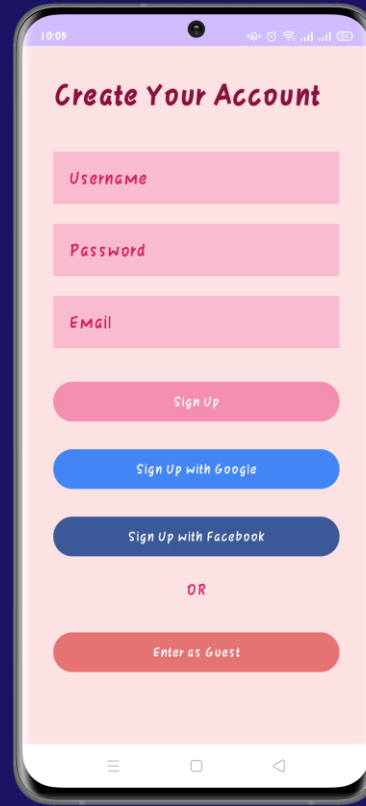 10:05
Create Your Account
Username
Password
Email
Sign Up
Sign Up with Google
Sign Up with Facebook
OR
Enter as Guest